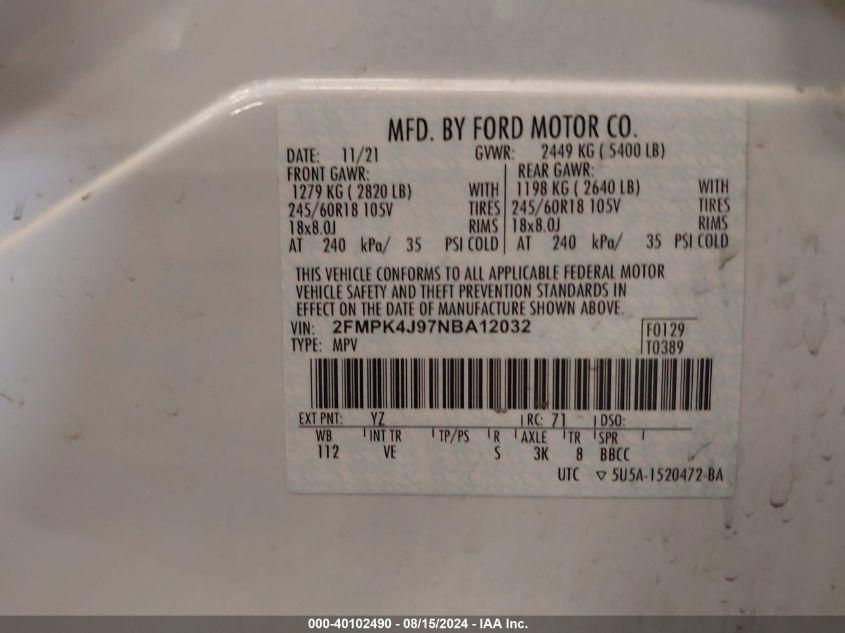 MFD. BY FORD MOTOR CO.
DATE: 11/21 GVWR: 2449 KG ( 5400 LB)
FRONT GAWR: REAR GAWR:
1279 KG ( 2820 LB) WITH 1198 KG ( 2640 LB) WITH
245/60R18 105V TIRES 245/60R18 105V TIRES
18x8.0J RIMS 18x8.0J RIMS
AT 240 kPa/ 35 PSI COLD AT 240 kPa/ 35 PSI COLD
THIS VEHICLE CONFORMS TO ALL APPLICABLE FEDERAL MOTOR
VEHICLE SAFETY AND THEFT PREVENTION STANDARDS IN
EFFECT ON THE DATE OF MANUFACTURE SHOWN ABOVE.
VIN: 2FMPK4J97NBA12032 F0129
TYPE: MPV T0389
EXT PNT: YZ RC: 71 DSO:
WB INT TR TP/PS R AXLE TR SPR
112 VE S 3K 8 BBCC
UTC ▽ 5U5A-1520472-BA
000-40102490 - 08/15/2024 - IAA Inc.